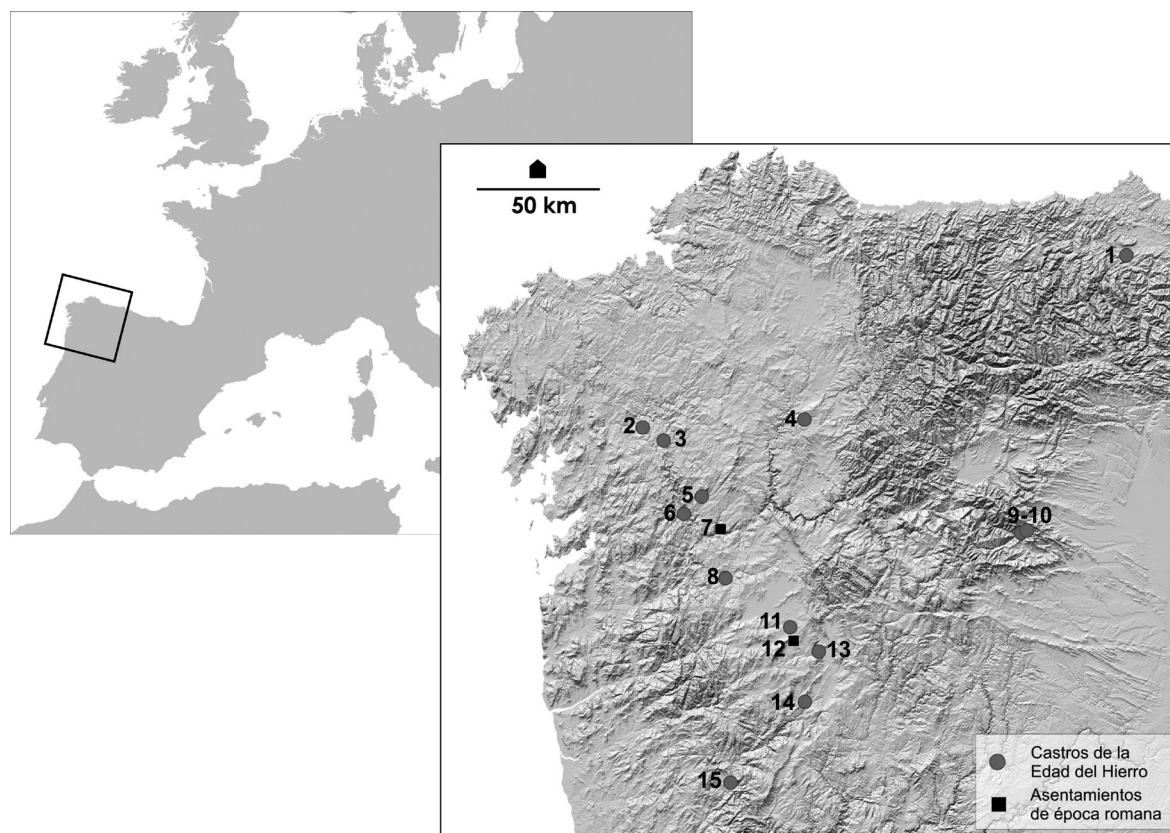 50 km
1
2
3
4
5
6
7
8
9-10
11
12
13
14
15
Castros de la
Edad del Hierro
Asentamientos
de época romana